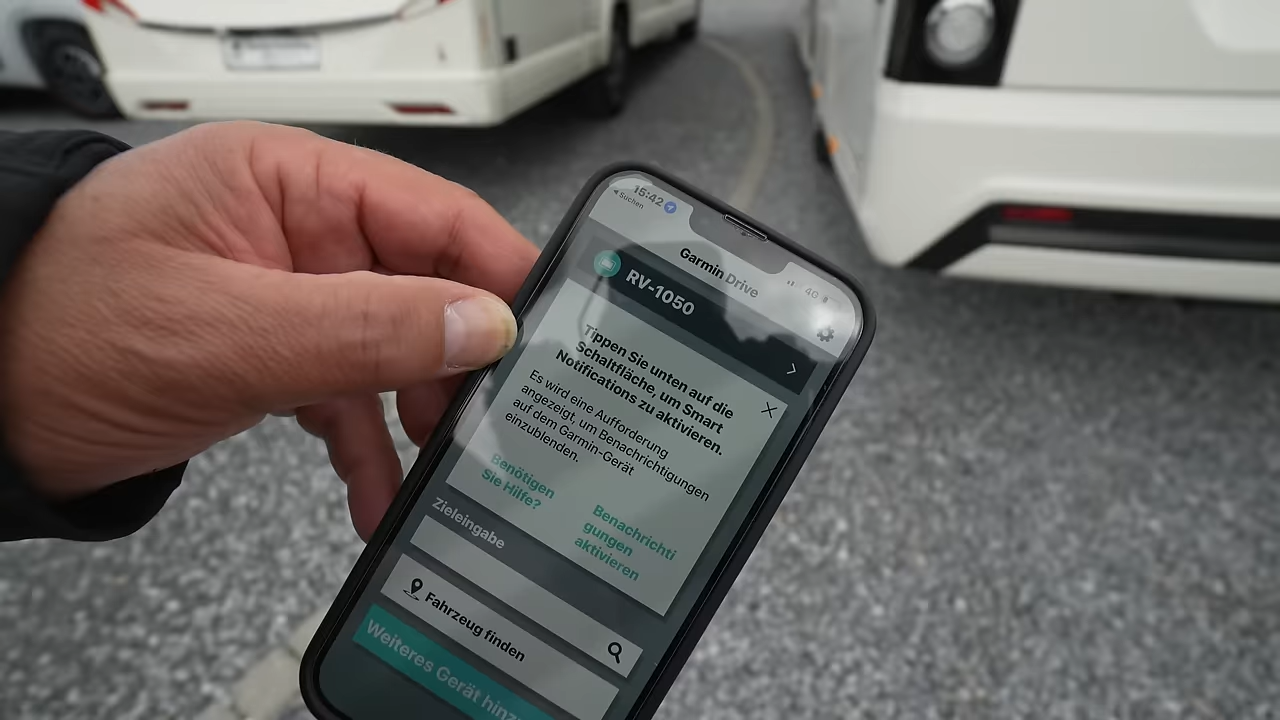 15:42
◂ Suchen
4G
Garmin Drive
RV-1050
Tippen Sie unten auf die
Schaltfläche, um Smart
Notifications zu aktivieren.
Es wird eine Aufforderung
angezeigt, um Benachrichtigungen
auf dem Garmin-Gerät
einzublenden.
Benötigen
Sie Hilfe?
Benachrichti
gungen
aktivieren
Zieleingabe
Fahrzeug finden
Weiteres Gerät hinz